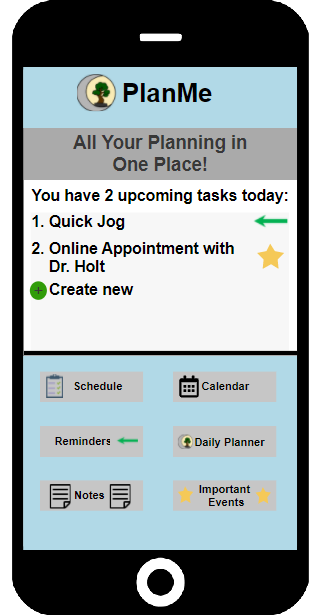 PlanMe
All Your Planning in
One Place!
You have 2 upcoming tasks today:
1. Quick Jog
2. Online Appointment with
Dr. Holt
Create new
Schedule
Calendar
Reminders
Daily Planner
Notes
Important
Events